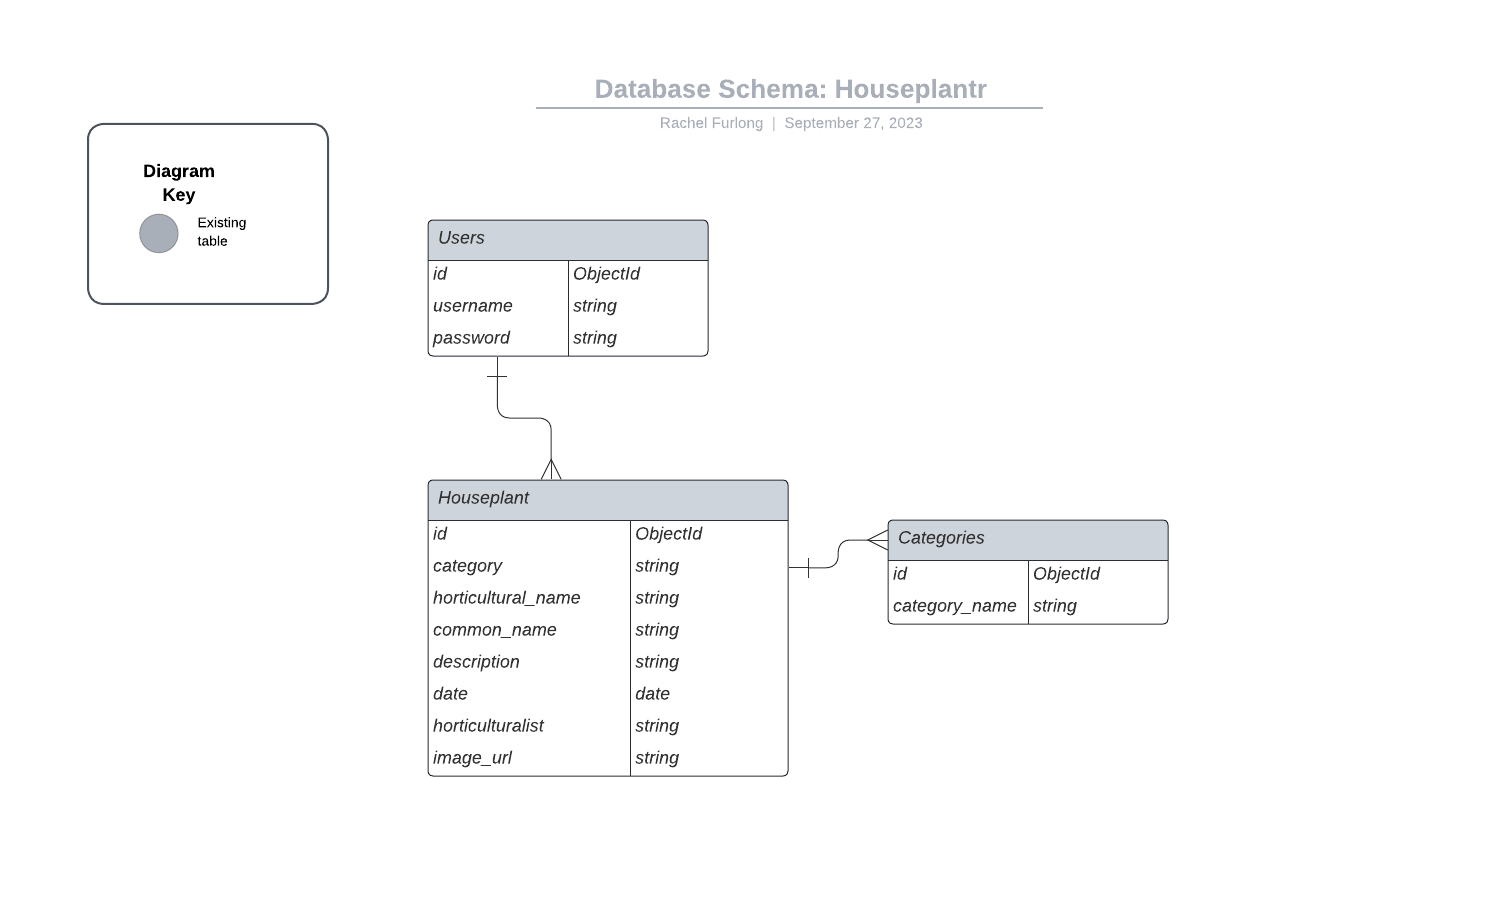 Database Schema: Houseplantr
Rachel Furlong | September 27, 2023
Diagram
Key
Existing
table
Users
id ObjectId
username string
password string
Houseplant
id ObjectId
category string
horticultural_name string
common_name string
description string
date date
horticulturalist string
image_url string
Categories
id ObjectId
category_name string